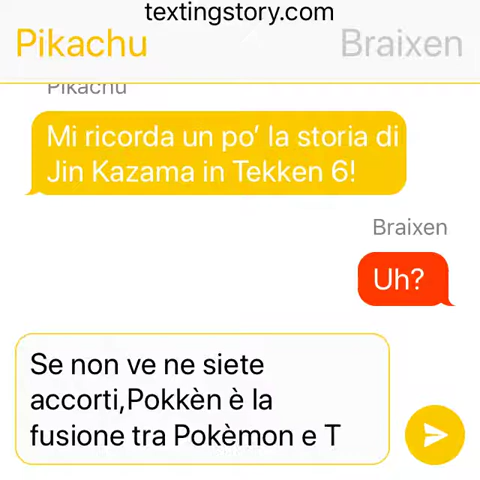 textingstory.com
Pikachu Braixen
Pikachu
Mi ricorda un po' la storia di
Jin Kazama in Tekken 6!
Braixen
Uh?
Se non ve ne siete
accorti,Pokkèn è la
fusione tra Pokèmon e T